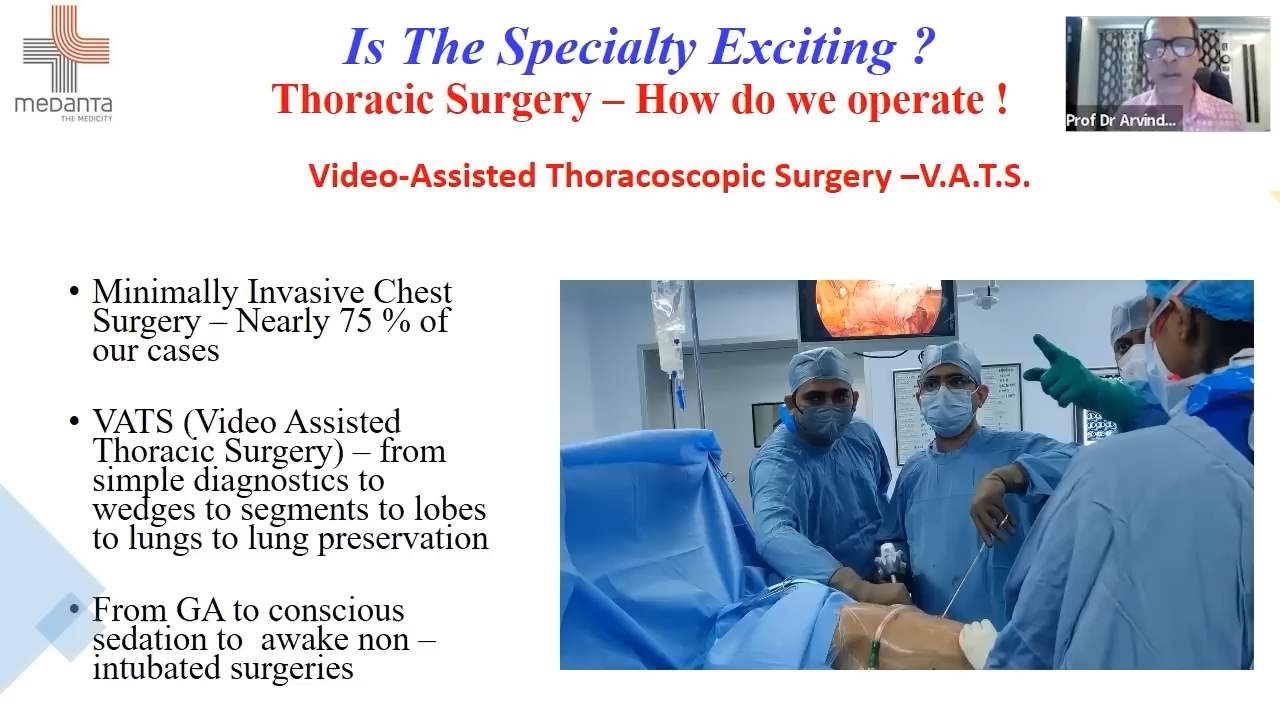 medanta
THE MEDICITY
Is The Specialty Exciting ?
Thoracic Surgery – How do we operate !
Prof Dr Arvind...
Video-Assisted Thoracoscopic Surgery –V.A.T.S.
• Minimally Invasive Chest
Surgery – Nearly 75 % of
our cases
• VATS (Video Assisted
Thoracic Surgery) – from
simple diagnostics to
wedges to segments to lobes
to lungs to lung preservation
• From GA to conscious
sedation to awake non –
intubated surgeries